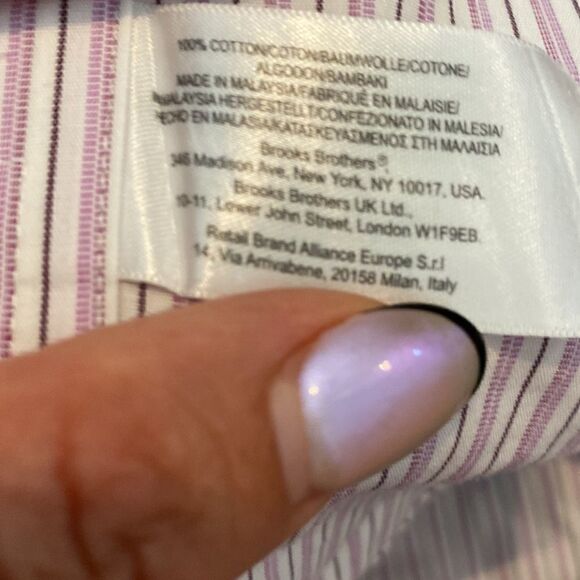 100% COTTON/COTON/BAUMWOLLE/COTONE/
ALGODON/BAMBAKI
MADE IN MALAYSIA/FABRIQUÉ EN MALAISIE/
MALAYSIA HERGESTELLT/CONFEZIONATO IN MALESIA/
HECHO EN MALASIA/ΚΑΤΑΣΚΕΥΑΣΜΕΝΟΣ ΣΤΗ ΜΑΛΑΙΣΙΑ
Brooks Brothers®,
346 Madison Ave, New York, NY 10017. USA.
Brooks Brothers UK Ltd.,
10-11, Lower John Street, London W1F9EB.
Retail Brand Alliance Europe S.r.l
14, Via Arrivabene, 20158 Milan, Italy